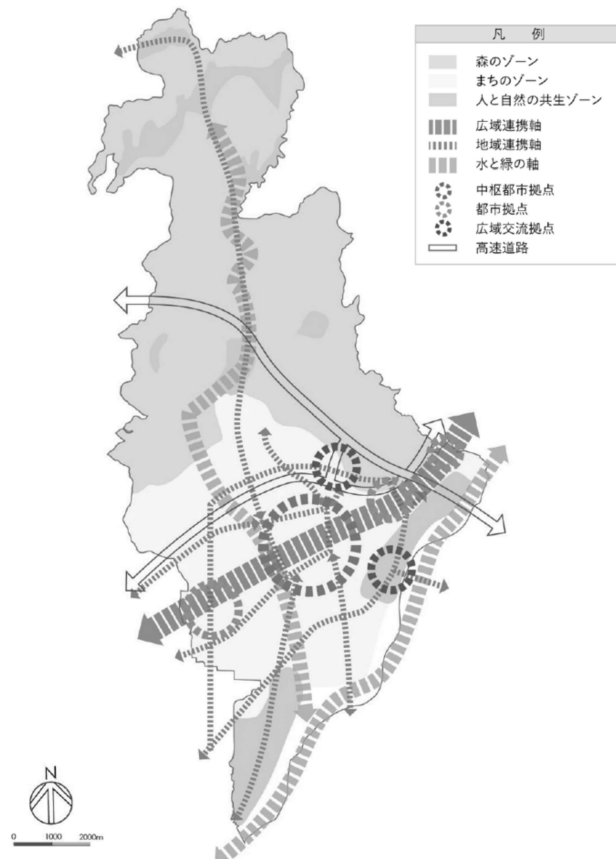 凡 例
森のゾーン
まちのゾーン
人と自然の共生ゾーン
広域連携軸
地域連携軸
水と緑の軸
中枢都市拠点
都市拠点
広域交流拠点
高速道路
N
0 1000 2000m